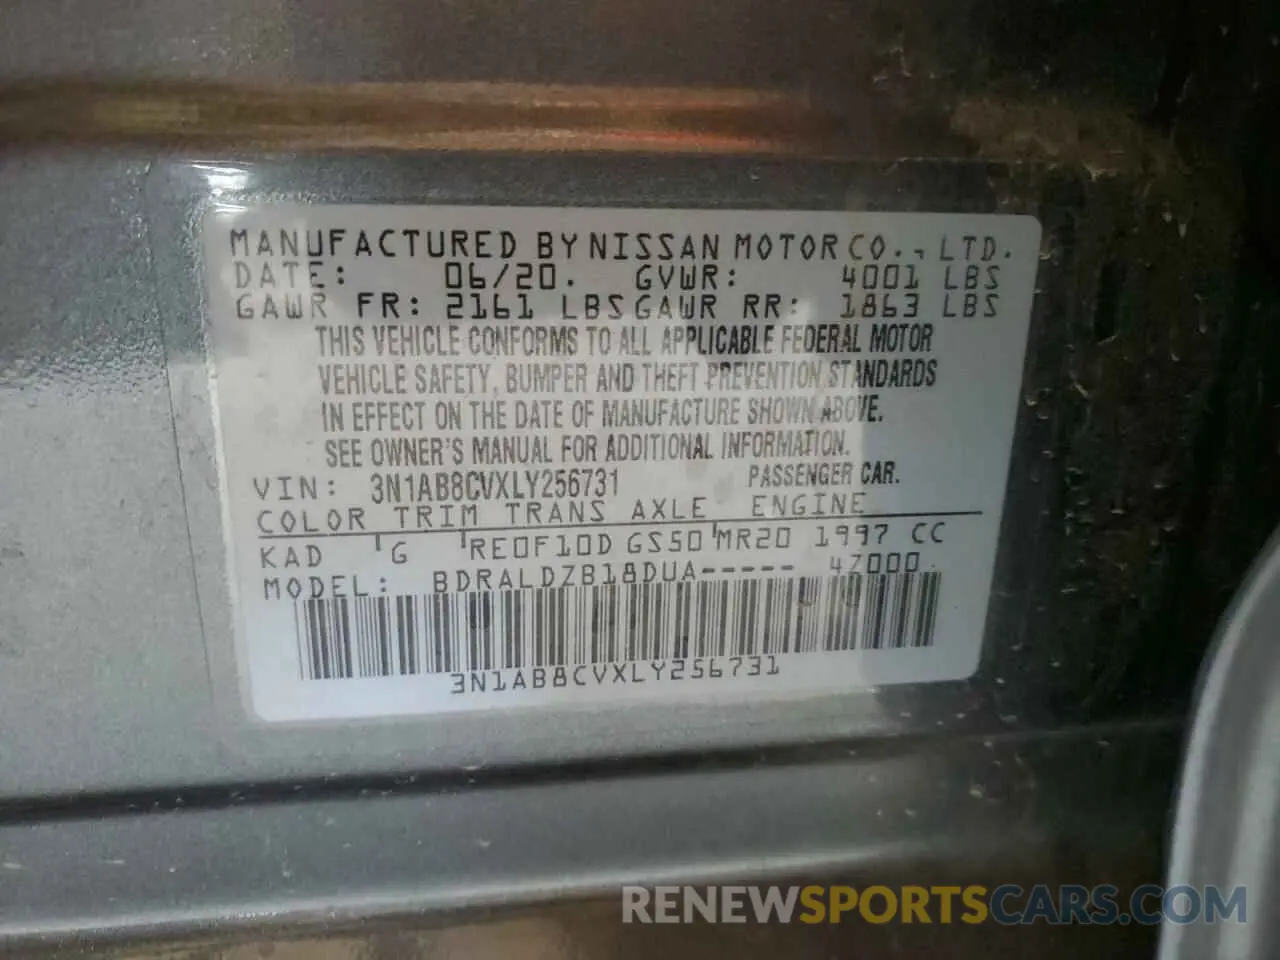 MANUFACTURED BY NISSAN MOTOR CO., LTD.
DATE: 06/20. GVWR: 4001 LBS
GAWR FR: 2161 LBS GAWR RR: 1863 LBS
THIS VEHICLE CONFORMS TO ALL APPLICABLE FEDERAL MOTOR
VEHICLE SAFETY, BUMPER AND THEFT PREVENTION STANDARDS
IN EFFECT ON THE DATE OF MANUFACTURE SHOWN ABOVE.
SEE OWNER'S MANUAL FOR ADDITIONAL INFORMATION.
VIN: 3N1AB8CVXLY256731 PASSENGER CAR.
COLOR TRIM TRANS AXLE ENGINE
KAD G RE0F10D GS50 MR20 1997 CC
MODEL: BDRALDZB18DUA----- 47000
3N1AB8CVXLY256731
RENEWSPORTSCARS.COM